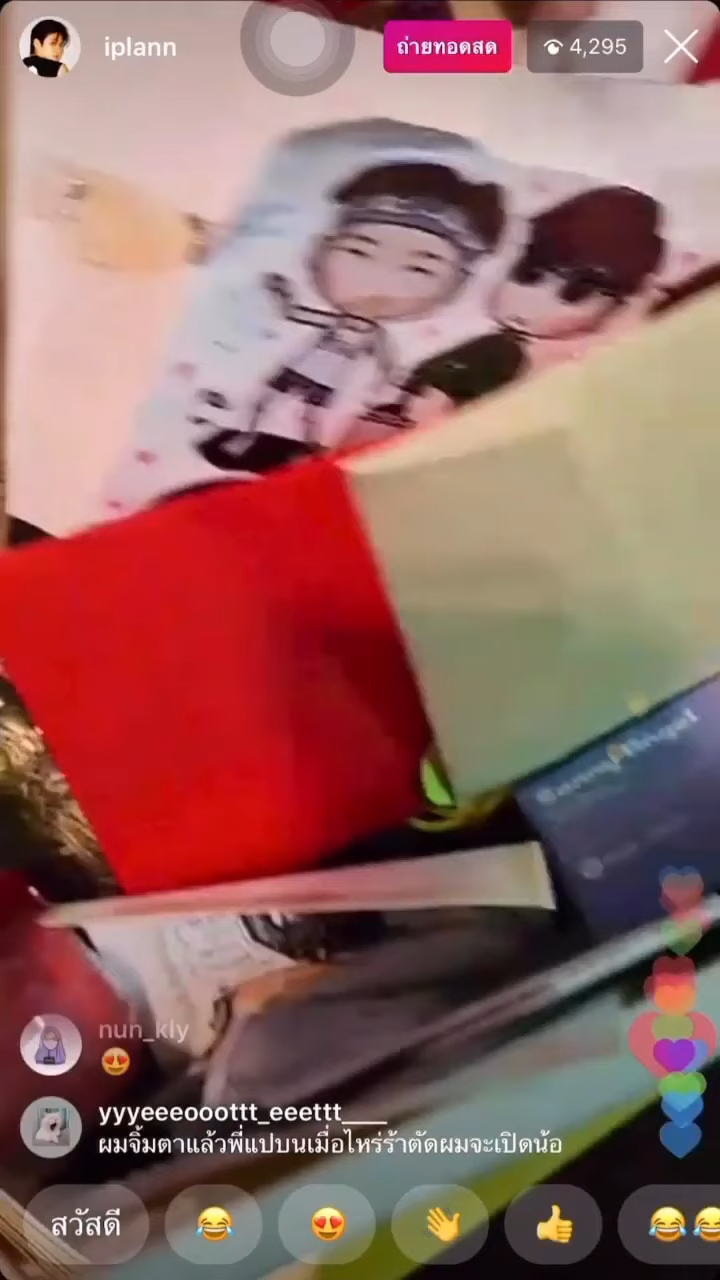 iplann
ถ่ายทอดสด
4,295
nun_kly
😍
yyyeeeooottt_eeettt____
ผมจิ้มตาแล้วพี่แปบนเมื่อไหร่ร้าตัดผมจะเปิดน้อ
สวัสดี 😂 😍 👋 👍 😂😂